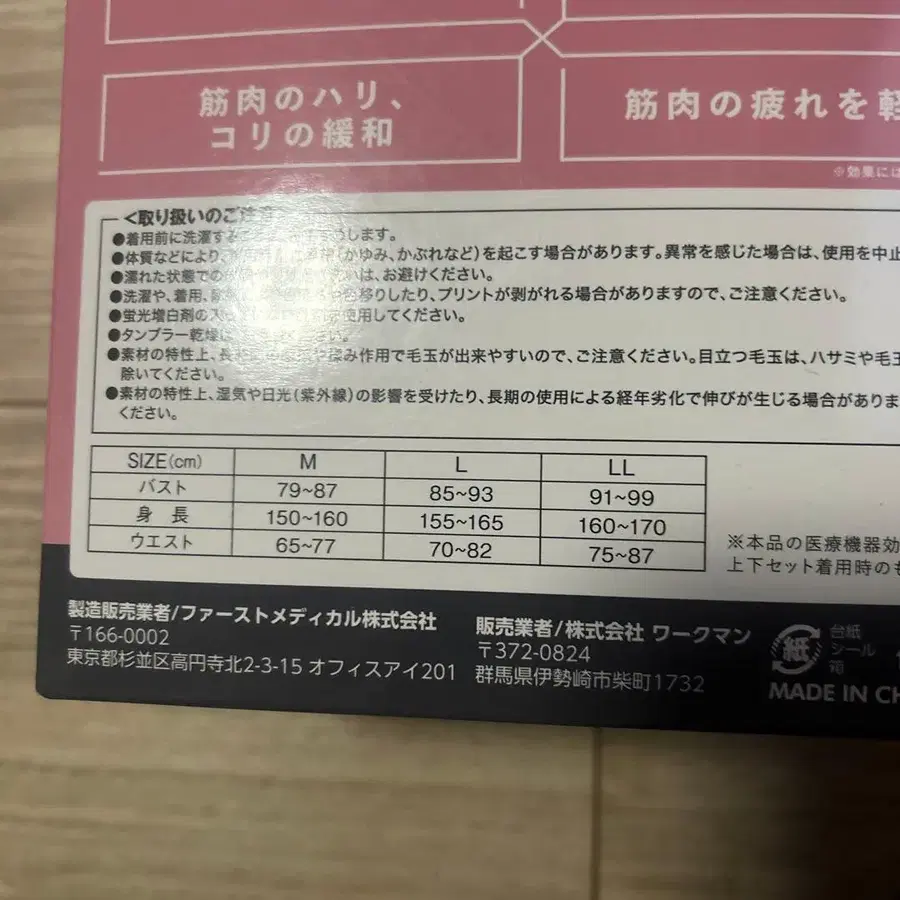 筋肉のハリ、
コリの緩和
筋肉の疲れを軽
※効果には
<取り扱いのご注意
●着用前に洗濯する します。
●体質などにより、 かゆみ、かぶれなど)を起こす場合があります。異常を感じた場合は、使用を中止
●濡れた状態での は、お避けください。
●洗濯や、着用、 移りしたり、プリントが剥がれる場合がありますので、ご注意ください。
●蛍光増白剤の 使用してください。
●タンブラー乾燥は い。
●素材の特性上、 揉み作用で毛玉が出来やすいので、ご注意ください。目立つ毛玉は、ハサミや毛玉
除いてください。
●素材の特性上、湿気や日光(紫外線)の影響を受けたり、長期の使用による経年劣化で伸びが生じる場合がありま
ください。
SIZE(cm) M L LL
バスト 79~87 85~93 91~99
身 長 150~160 155~165 160~170
ウエスト 65~77 70~82 75~87
※本品の医療機器効
上下セット着用時のも
製造販売業者/ファーストメディカル株式会社
〒166-0002
東京都杉並区高円寺北2-3-15 オフィスアイ201
販売業者/株式会社 ワークマン
〒372-0824
群馬県伊勢崎市柴町1732
紙
台紙
シール
箱
MADE IN CH